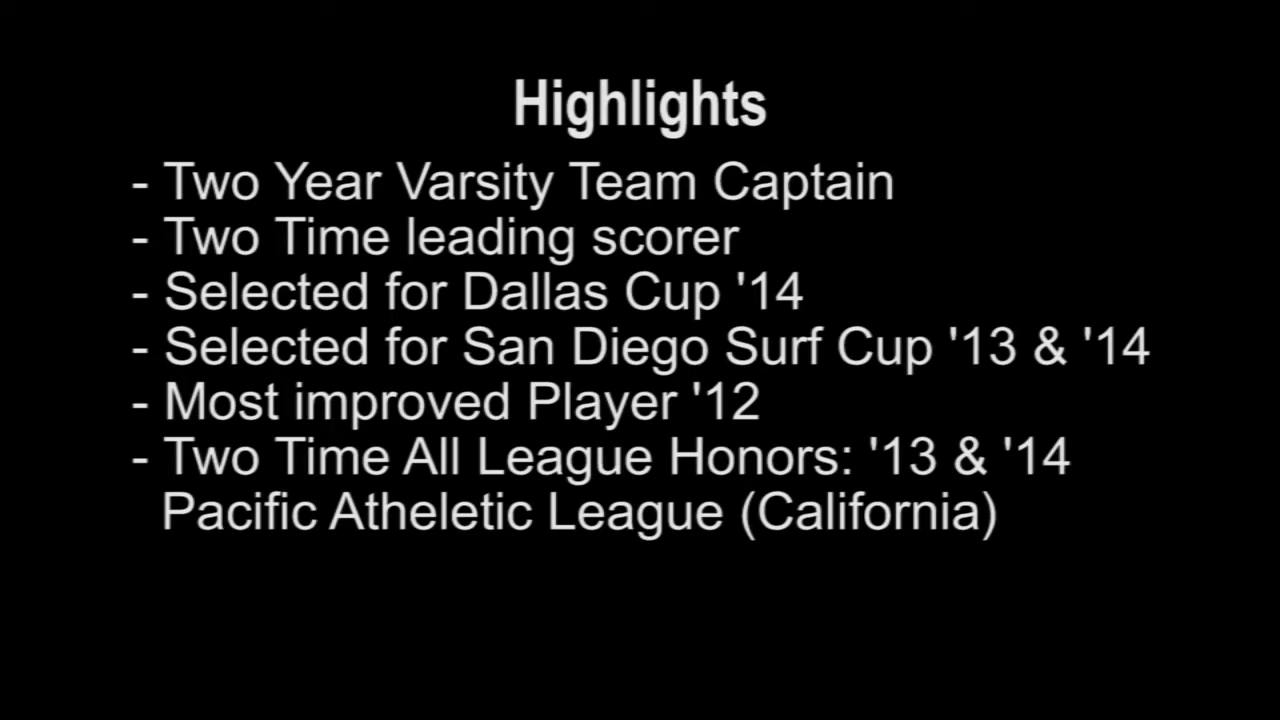 Highlights
- Two Year Varsity Team Captain
- Two Time leading scorer
- Selected for Dallas Cup '14
- Selected for San Diego Surf Cup '13 & '14
- Most improved Player '12
- Two Time All League Honors: '13 & '14
Pacific Atheletic League (California)